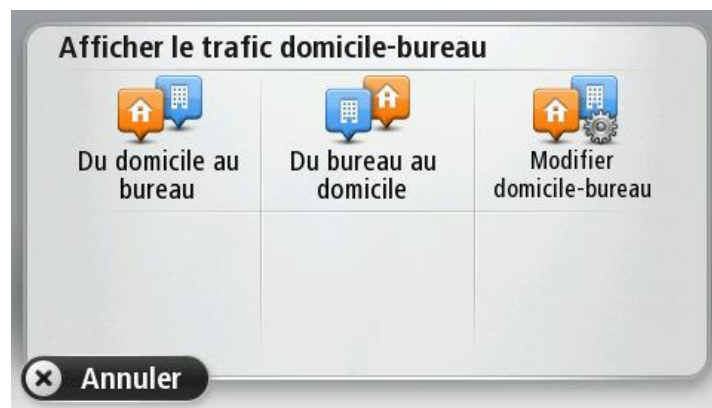 Afficher le trafic domicile-bureau
Du domicile au
bureau
Du bureau au
domicile
Modifier
domicile-bureau
Annuler